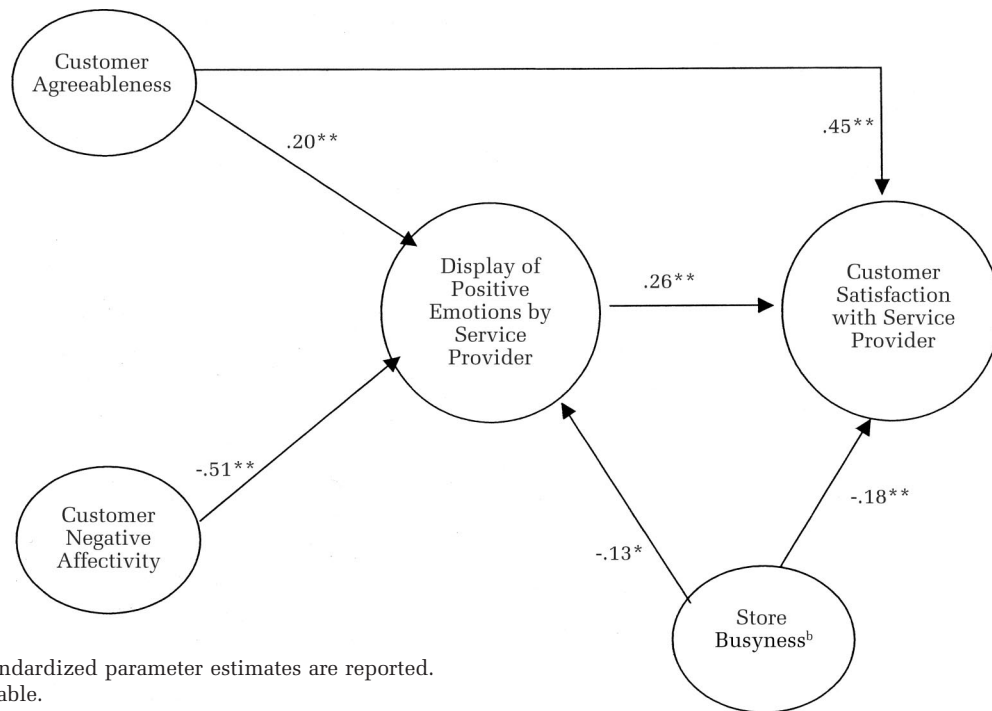 Customer
Agreeableness
.20**
.45**
Display of
Positive
Emotions by
Service
Provider
.26**
Customer
Satisfaction
with Service
Provider
-.51**
Customer
Negative
Affectivity
-.13*
-.18**
Store
Busynessᵇ
ndardized parameter estimates are reported.
able.